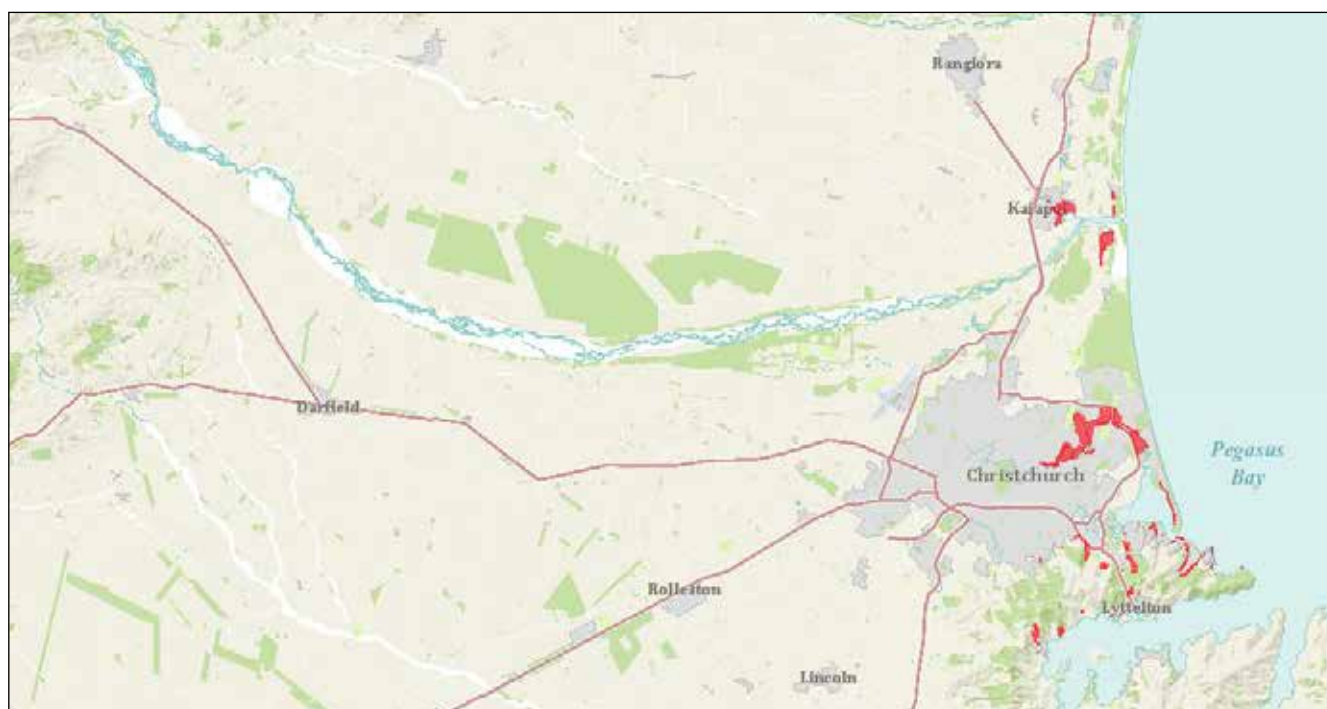 Rangiora
Kaiapoi
Darfield
Pegasus
Bay
Christchurch
Rolleston
Lyttelton
Lincoln